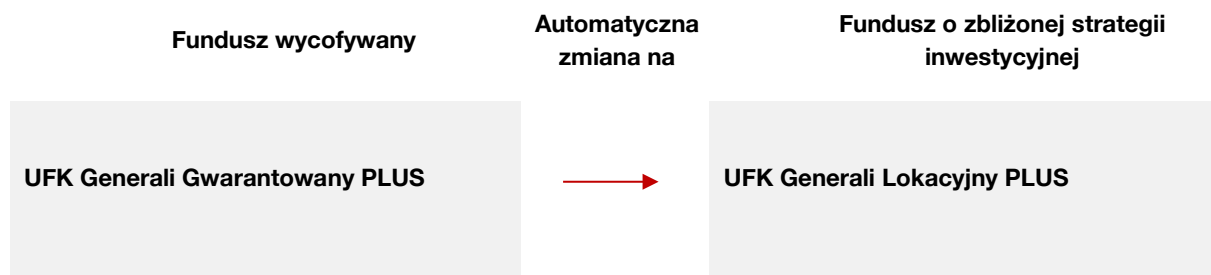 Fundusz wycofywany
Automatyczna
zmiana na
Fundusz o zbliżonej strategii
inwestycyjnej
UFK Generali Gwarantowany PLUS
UFK Generali Lokacyjny PLUS